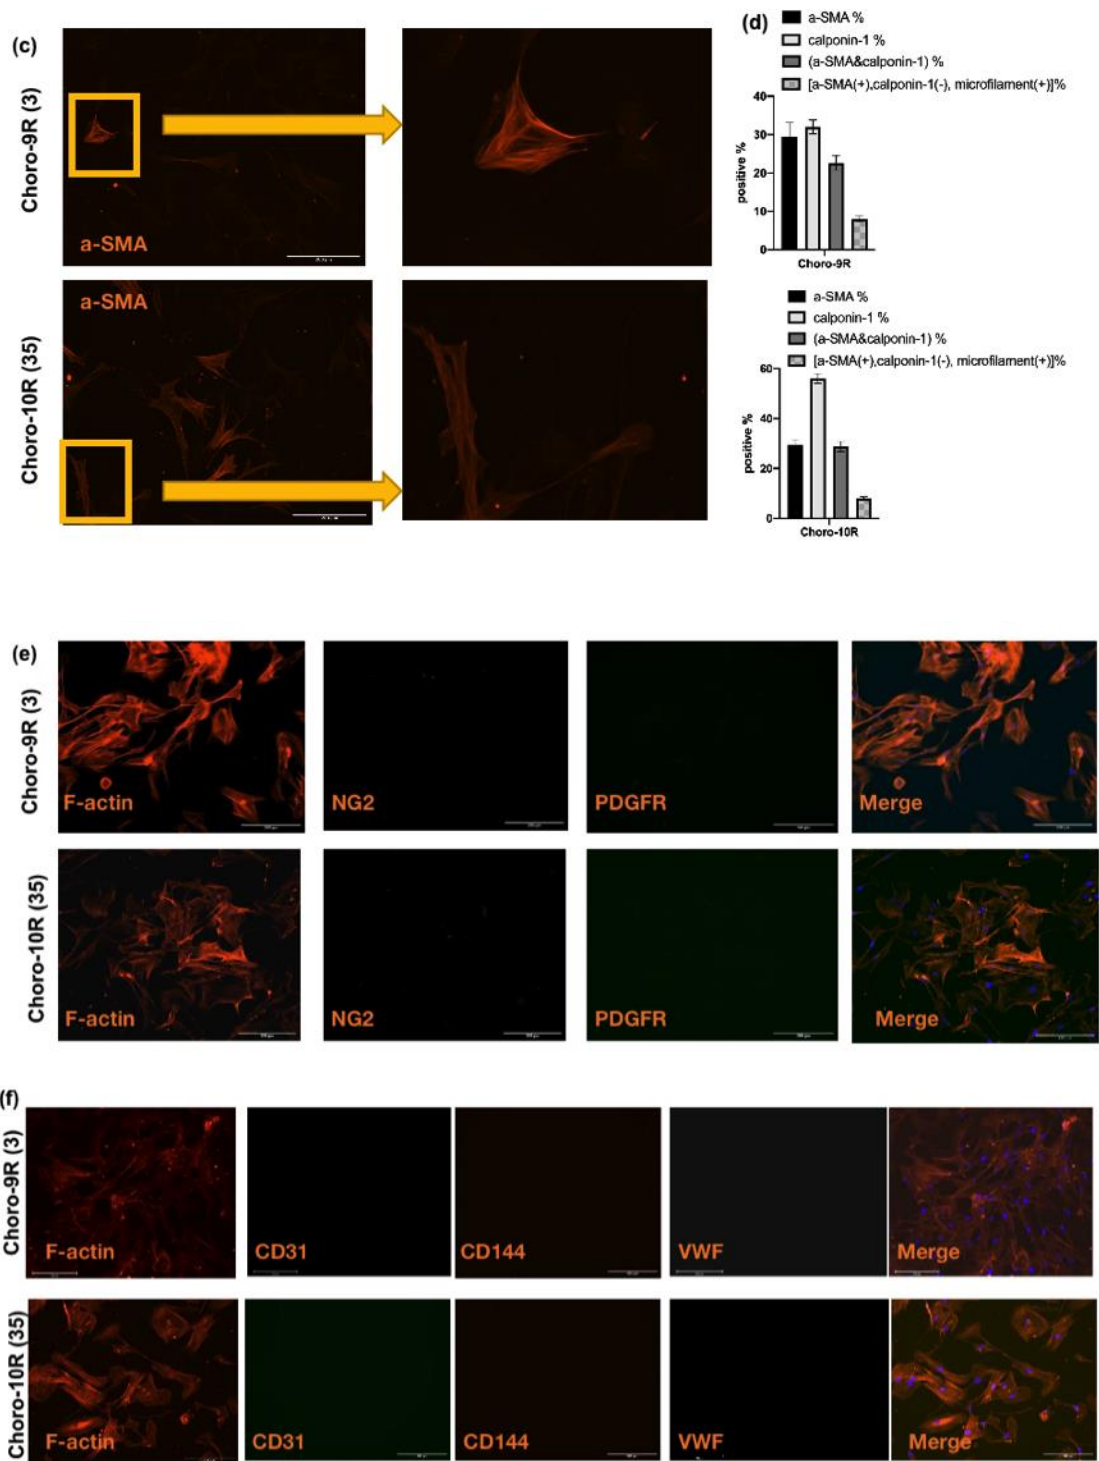 (c)
Choro-9R (3)
a-SMA
Choro-10R (35)
a-SMA
(d)
a-SMA %
calponin-1 %
(a-SMA&calponin-1) %
[a-SMA(+),calponin-1(-), microfilament(+)]%
positive %
40
30
20
10
0
Choro-9R
a-SMA %
calponin-1 %
(a-SMA&calponin-1) %
[a-SMA(+),calponin-1(-), microfilament(+)]%
positive %
60
40
20
0
Choro-10R
(e)
Choro-9R (3)
F-actin
NG2
PDGFR
Merge
Choro-10R (35)
F-actin
NG2
PDGFR
Merge
(f)
Choro-9R (3)
F-actin
CD31
CD144
VWF
Merge
Choro-10R (35)
F-actin
CD31
CD144
VWF
Merge